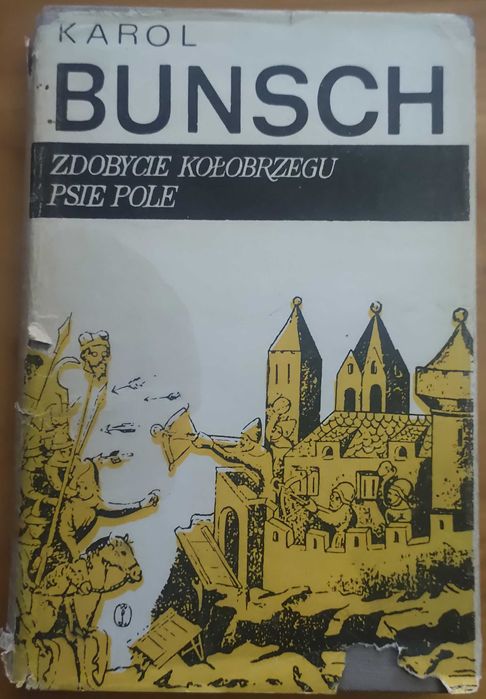 KAROL
BUNSCH
ZDOBYCIE KOŁOBRZEGU
PSIE POLE